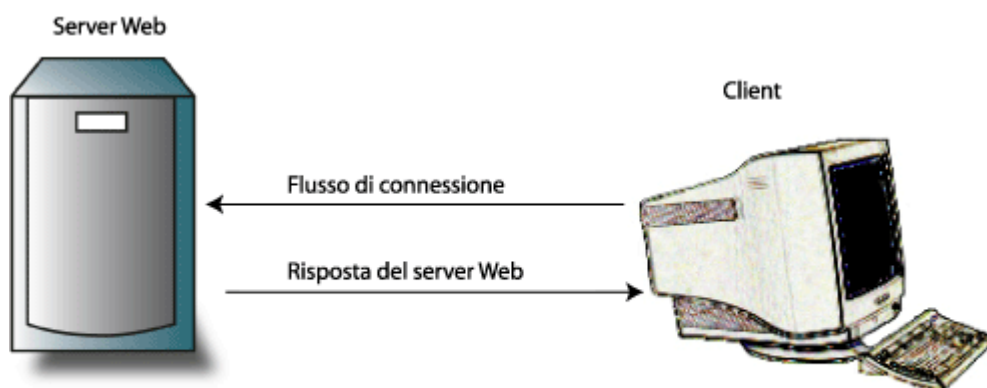 Server Web
Client
Flusso di connessione
Risposta del server Web